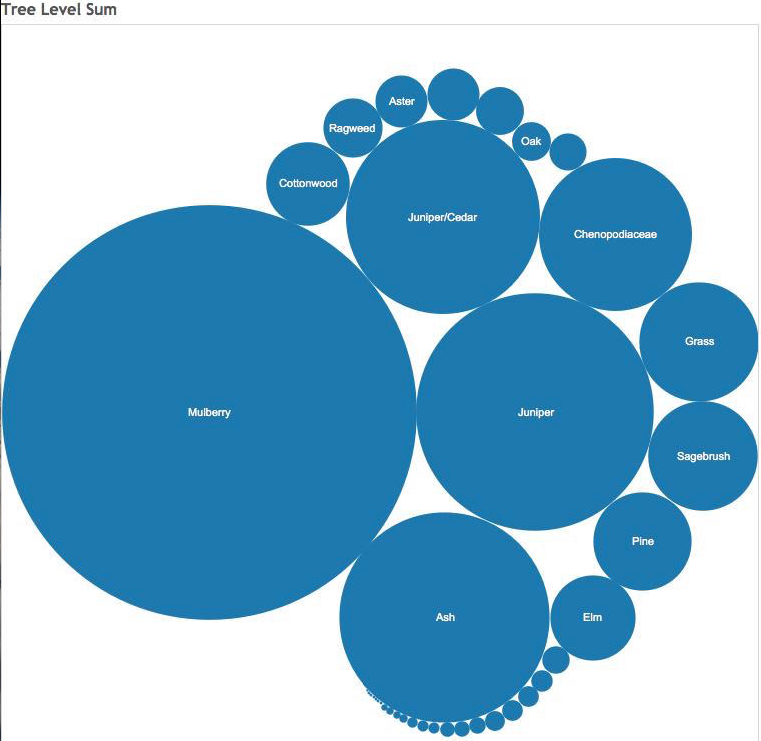 Tree Level Sum
Aster
Ragweed
Oak
Cottonwood
Juniper/Cedar
Chenopodiaceae
Grass
Mulberry
Juniper
Sagebrush
Pine
Ash
Elm